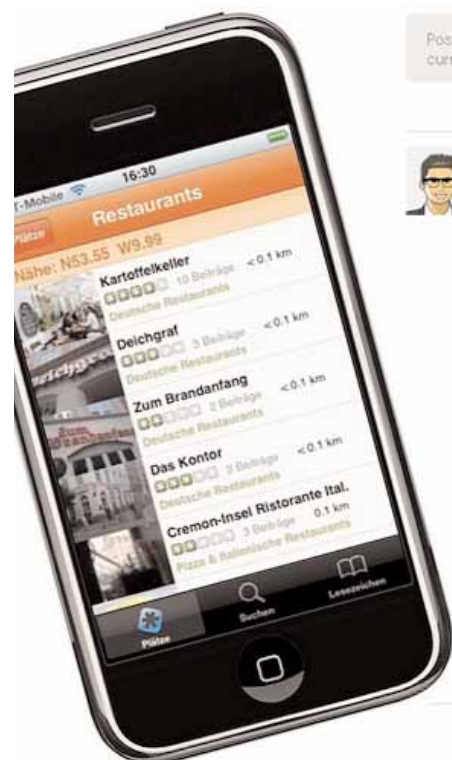 Pos
curr
T-Mobile 16:30
Plätze Restaurants
Nähe: N53.55 W9.99
Kartoffelkeller
10 Beiträge < 0.1 km
Deutsche Restaurants
Deichgraf
3 Beiträge < 0.1 km
Deutsche Restaurants
Zum Brandanfang
2 Beiträge < 0.1 km
Deutsche Restaurants
Das Kontor
3 Beiträge < 0.1 km
Deutsche Restaurants
Cremon-Insel Ristorante Ital.
3 Beiträge 0.1 km
Pizza & Italienische Restaurants
Plätze Suchen Lesezeichen